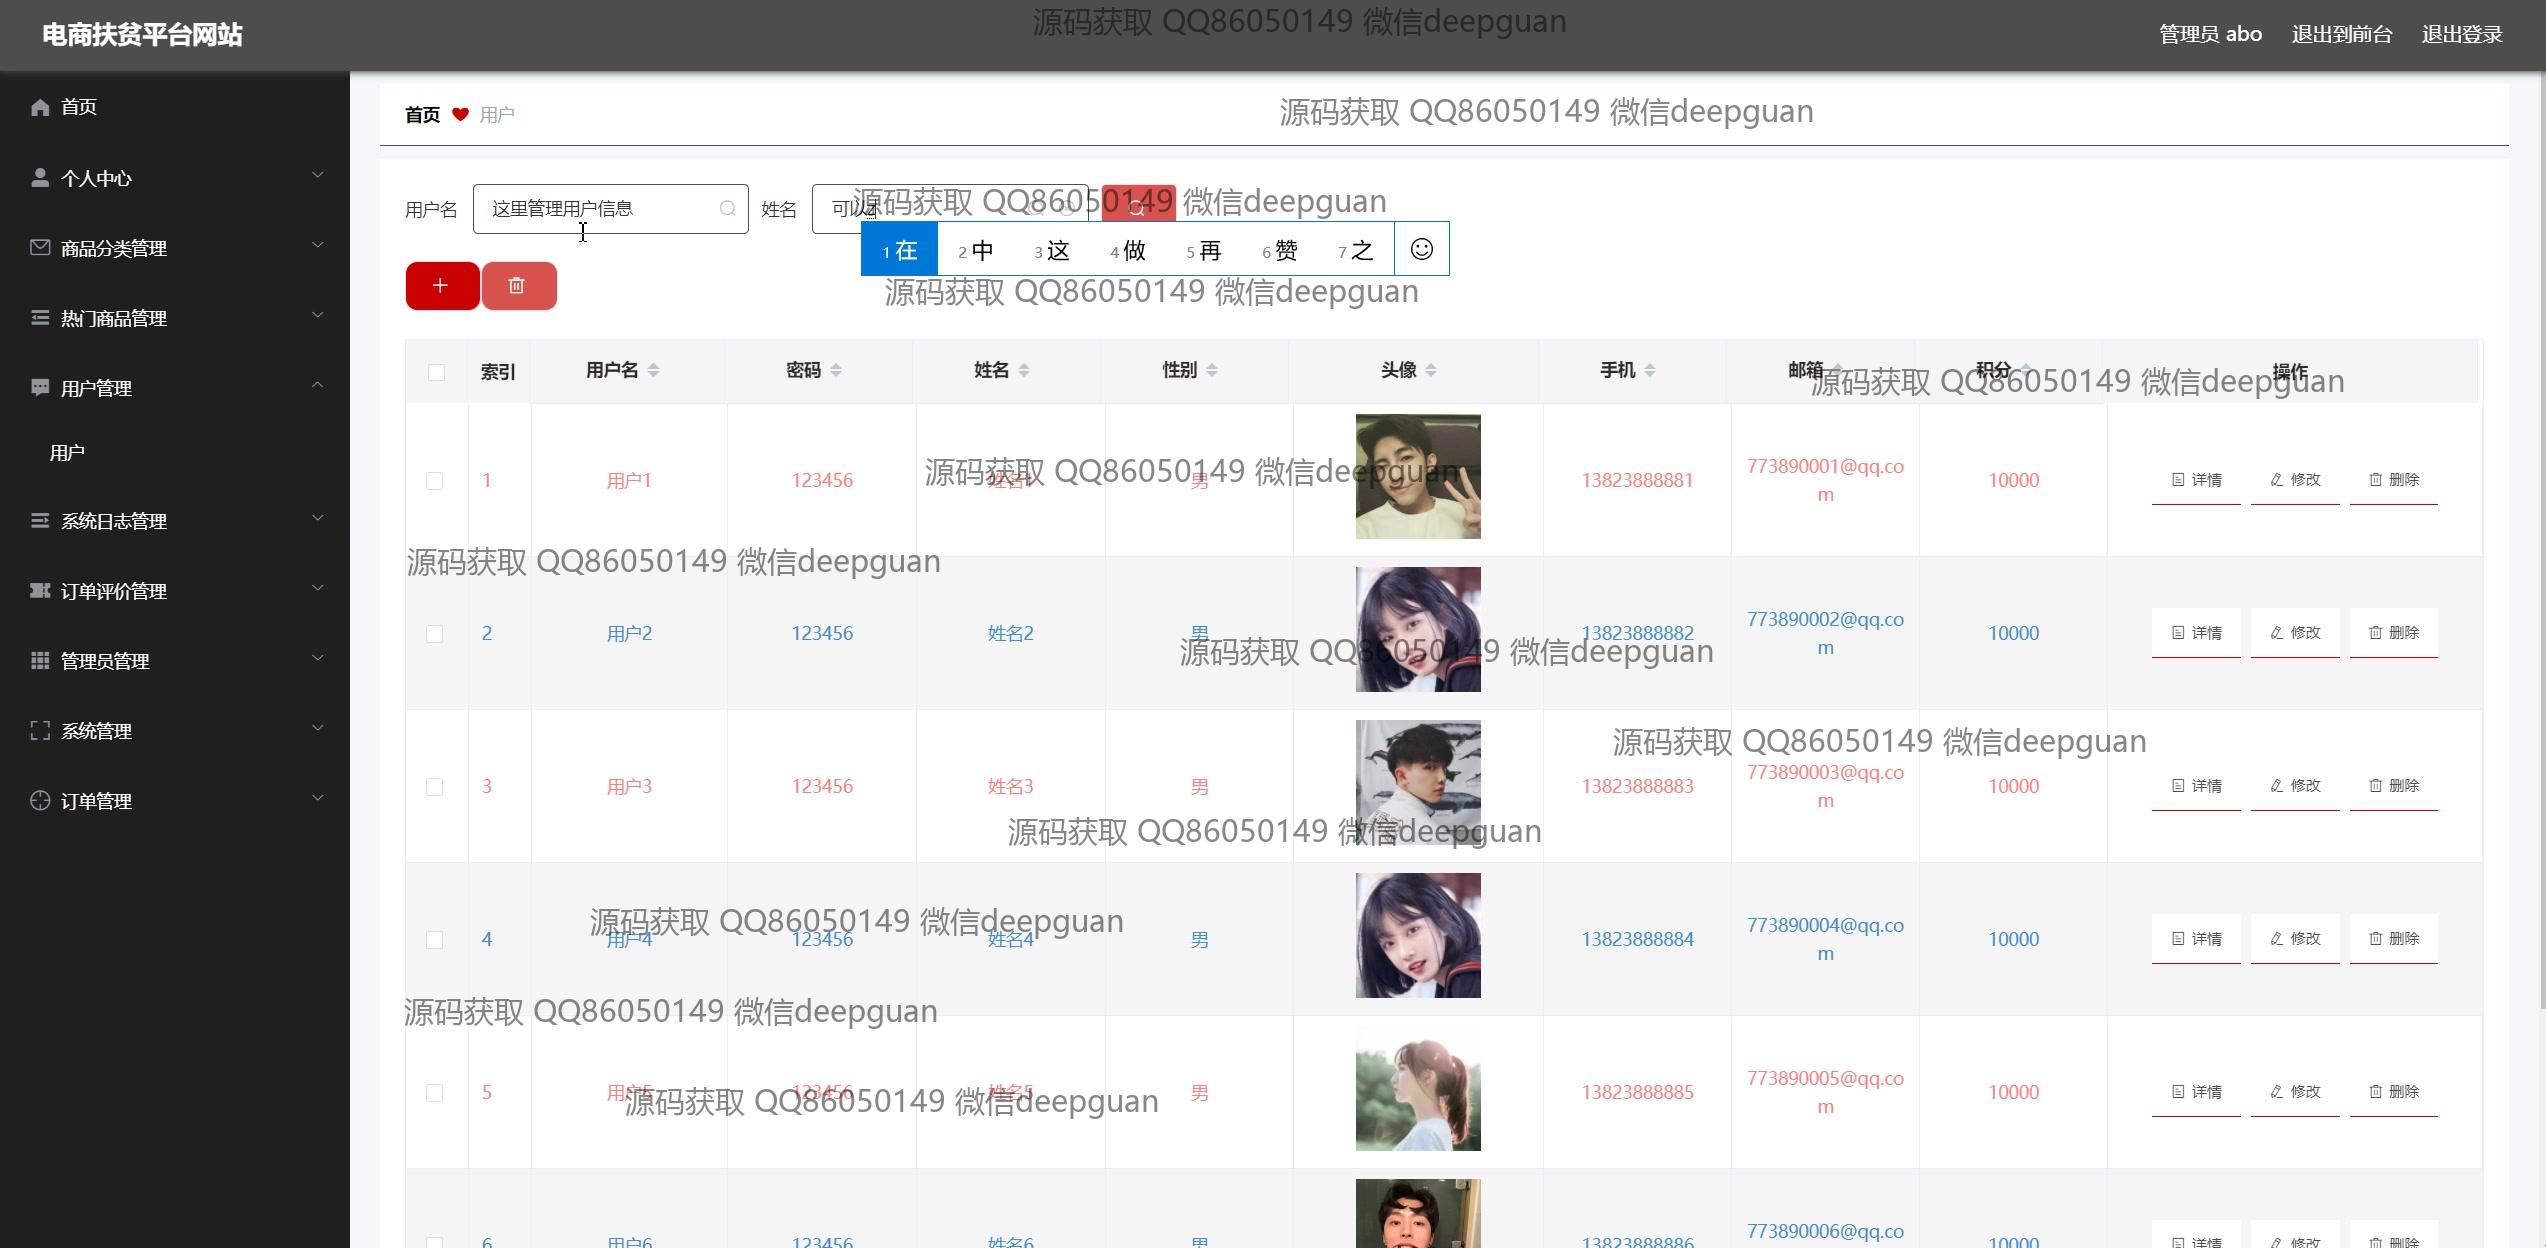 电商扶贫平台网站
源码获取 QQ86050149 微信deepguan
管理员 abo 退出到前台 退出登录
首页
个人中心
商品分类管理
热门商品管理
用户管理
用户
系统日志管理
订单评价管理
管理员管理
系统管理
订单管理
首页 用户
源码获取 QQ86050149 微信deepguan
用户名 这里管理用户信息 姓名 可以z
源码获取 QQ86050149 微信deepguan
1 在 2 中 3 这 4 做 5 再 6 赞 7 之
源码获取 QQ86050149 微信deepguan
索引 用户名 密码 姓名 性别 头像 手机 邮箱 积分 操作
源码获取 QQ86050149 微信deepguan
1 用户1 123456 姓名1 男 13823888881 773890001@qq.co
m 10000 详情 修改 删除
源码获取 QQ86050149 微信deepguan
源码获取 QQ86050149 微信deepguan
2 用户2 123456 姓名2 男 13823888882 773890002@qq.co
m 10000 详情 修改 删除
源码获取 QQ86050149 微信deepguan
源码获取 QQ86050149 微信deepguan
3 用户3 123456 姓名3 男 13823888883 773890003@qq.co
m 10000 详情 修改 删除
源码获取 QQ86050149 微信deepguan
源码获取 QQ86050149 微信deepguan
4 用户4 123456 姓名4 男 13823888884 773890004@qq.co
m 10000 详情 修改 删除
源码获取 QQ86050149 微信deepguan
5 用户5 123456 姓名5 男 13823888885 773890005@qq.co
m 10000 详情 修改 删除
源码获取 QQ86050149 微信deepguan
6 用户6 123456 姓名6 男 13823888886 773890006@qq.co
10000 详情 修改 删除